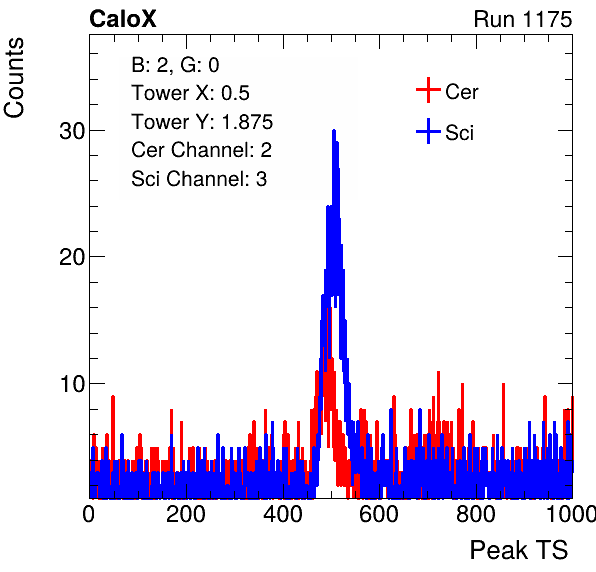 CaloX Run 1175
Counts
B: 2, G: 0
Tower X: 0.5
Tower Y: 1.875
Cer Channel: 2
Sci Channel: 3
Cer
Sci
30
20
10
0 200 400 600 800 1000
Peak TS